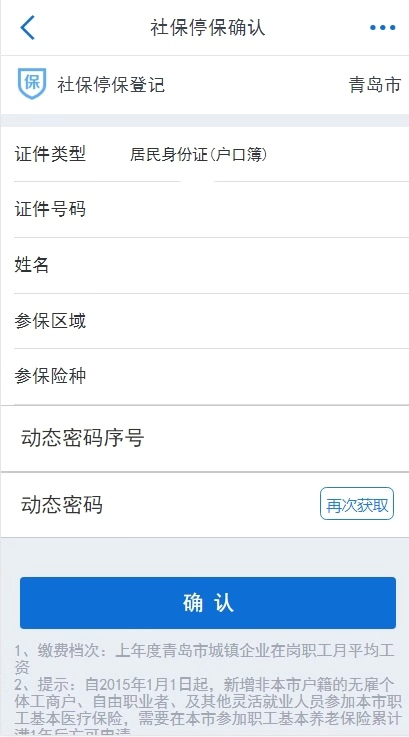 社保停保确认
保 社保停保登记 青岛市
证件类型 居民身份证(户口簿)
证件号码
姓名
参保区域
参保险种
动态密码序号
动态密码 再次获取
确 认
1、缴费档次：上年度青岛市城镇企业在岗职工月平均工
资
2、提示：自2015年1月1日起，新增非本市户籍的无雇个
体工商户、自由职业者、及其他灵活就业人员参加本市职
工基本医疗保险，需要在本市参加职工基本养老保险累计
满1年后方可申请